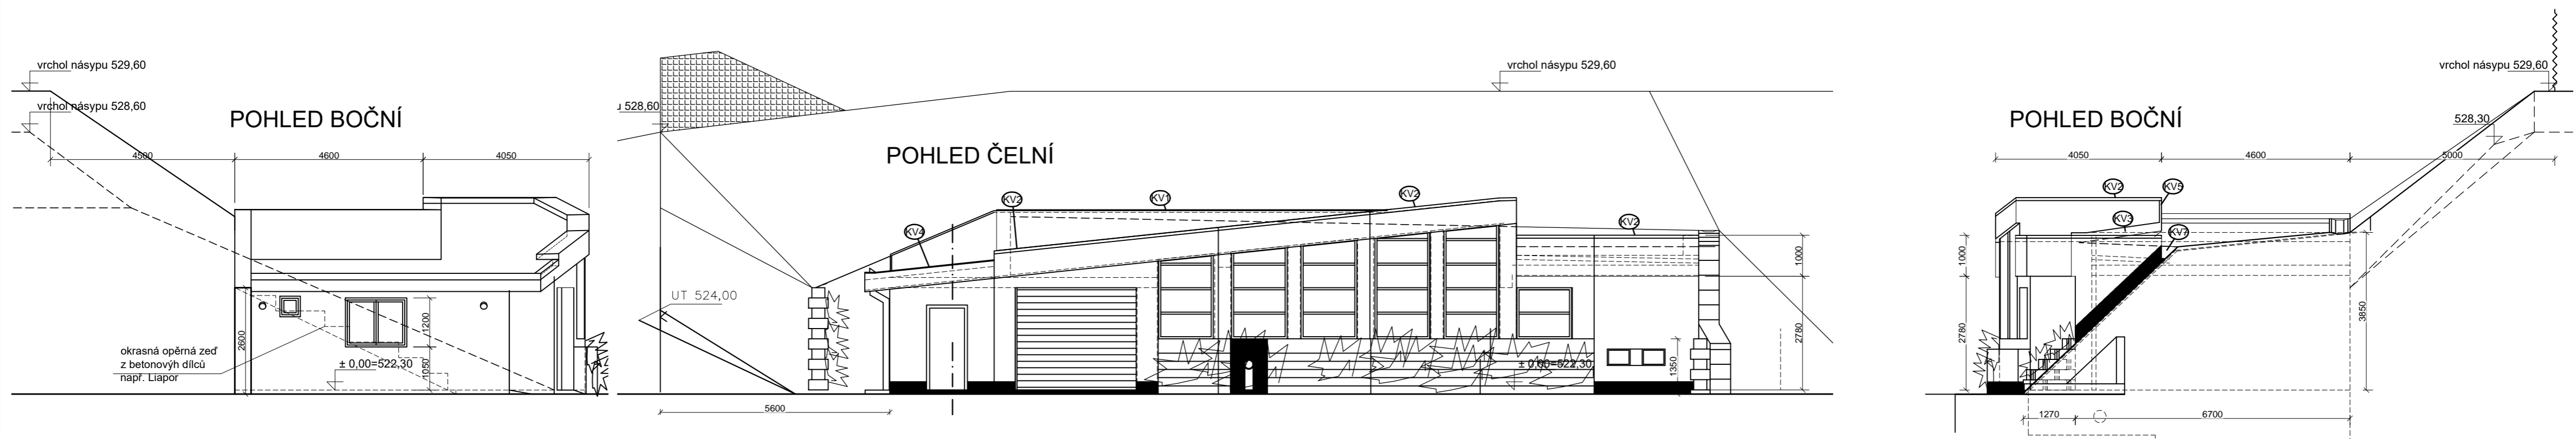 vrchol násypu 529,60
vrchol násypu 528,60
POHLED BOČNÍ
4500
4600
4050
2600
1200
1050
okrasná opěrná zeď
z betonovýh dílců
např. Liapor
± 0,00=522,30
528,60
vrchol násypu 529,60
POHLED ČELNÍ
KV4
KV2
KV1
KV2
KV2
UT 524,00
1000
2780
1350
± 0,00=522,30
5600
vrchol násypu 529,60
528,30
POHLED BOČNÍ
4050
4600
5000
KV2
KV5
KV3
KV7
1000
2780
3850
1270
6700